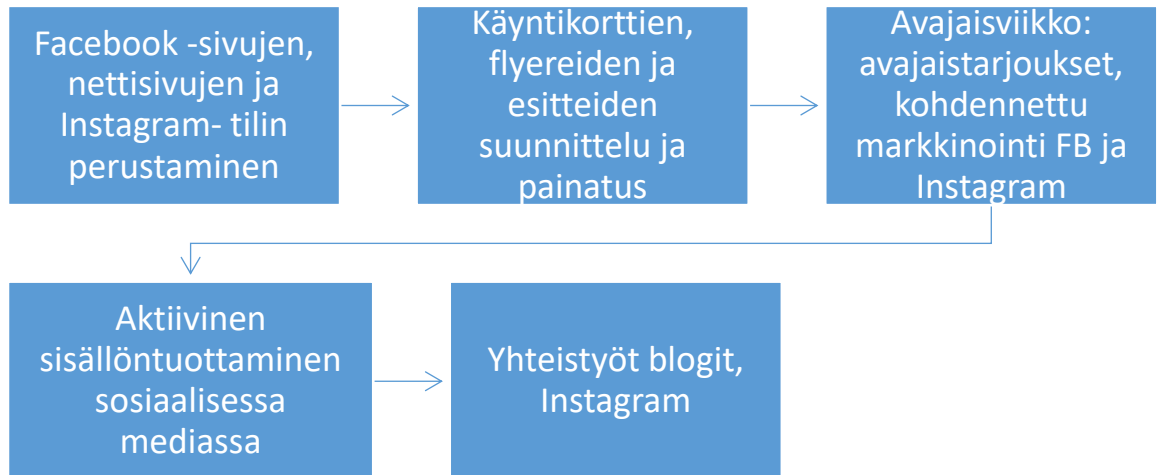 Facebook -sivujen,
nettisivujen ja
Instagram- tilin
perustaminen
Käyntikorttien,
flyereiden ja
esitteiden
suunnittelu ja
painatus
Avajaisviikko:
avajaistarjoukset,
kohdennettu
markkinointi FB ja
Instagram
Aktiivinen
sisällöntuottaminen
sosiaalisessa
mediassa
Yhteistyöt blogit,
Instagram